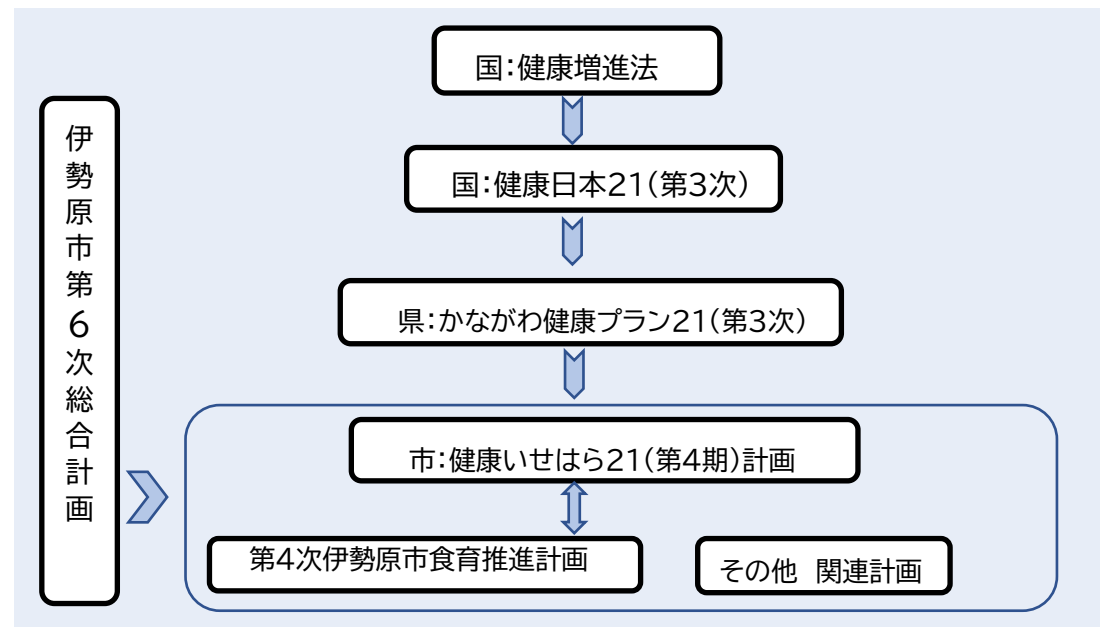 国：健康増進法
国：健康日本21（第3次）
県：かながわ健康プラン21（第3次）
伊勢原市第6次総合計画
市：健康いせはら21（第4期）計画
第4次伊勢原市食育推進計画
その他　関連計画